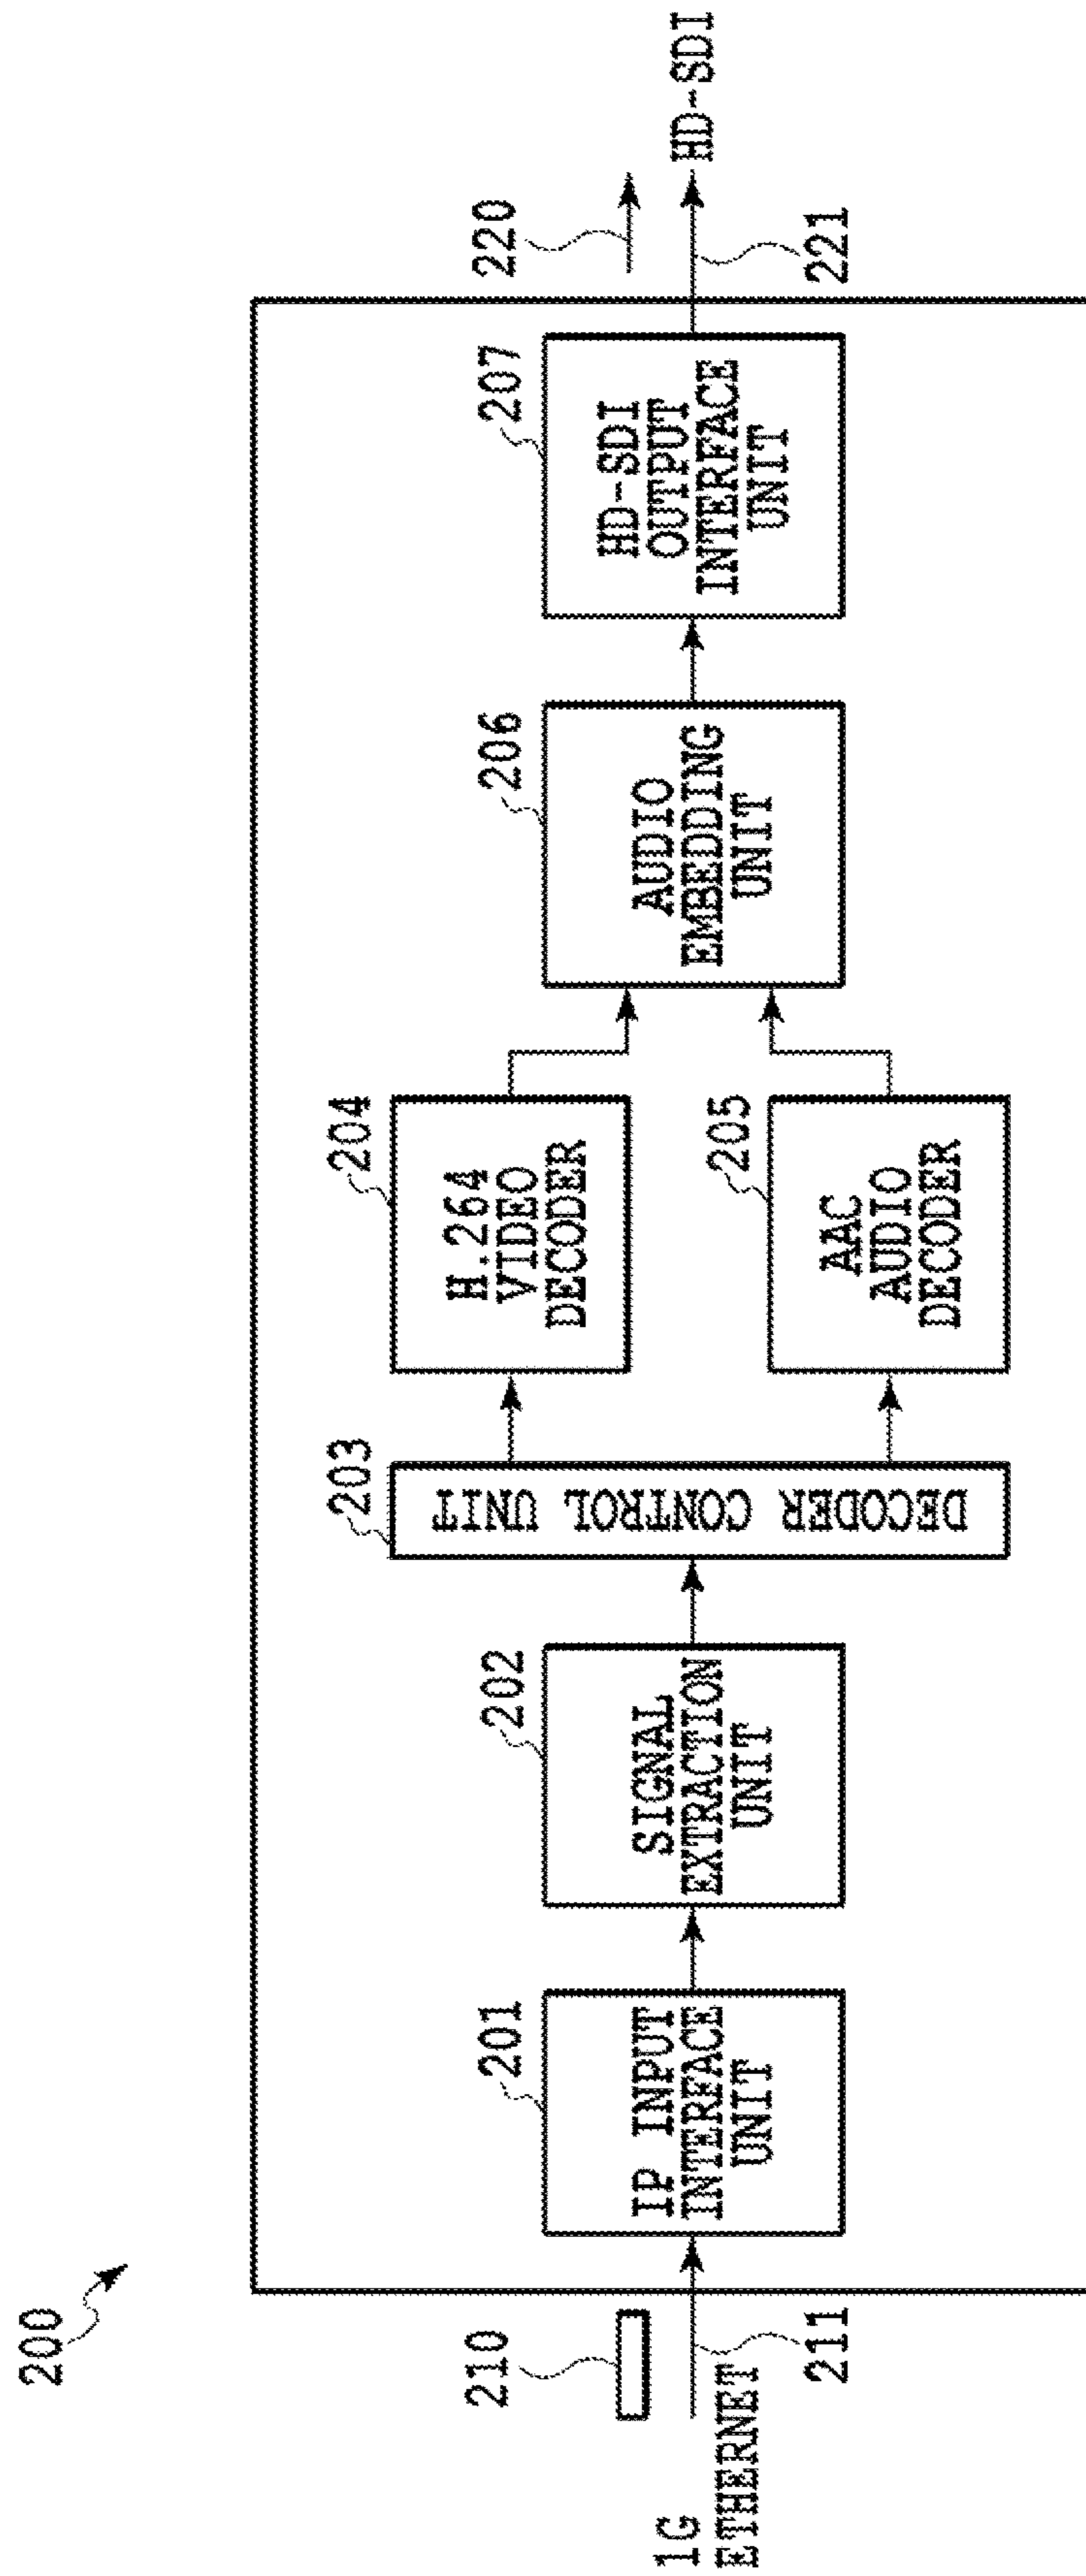 200
210
1G
ETHERNET
211
201
IP INPUT
INTERFACE
UNIT
202
SIGNAL
EXTRACTION
UNIT
203
DECODER CONTROL UNIT
204
H.264
VIDEO
DECODER
205
AAC
AUDIO
DECODER
206
AUDIO
EMBEDDING
UNIT
207
HD-SDI
OUTPUT
INTERFACE
UNIT
220
HD-SDI
221